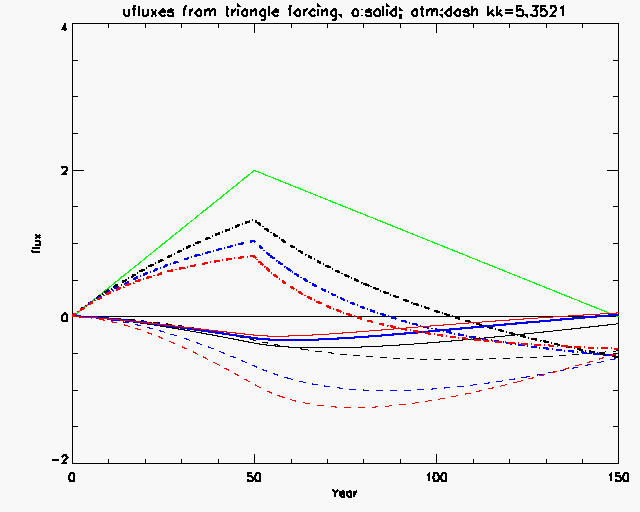 ufluxes from triangle forcing, o:solid; atm:dash kk=5.3521
4
2
flux
0
-2
0 50 100 150
Year